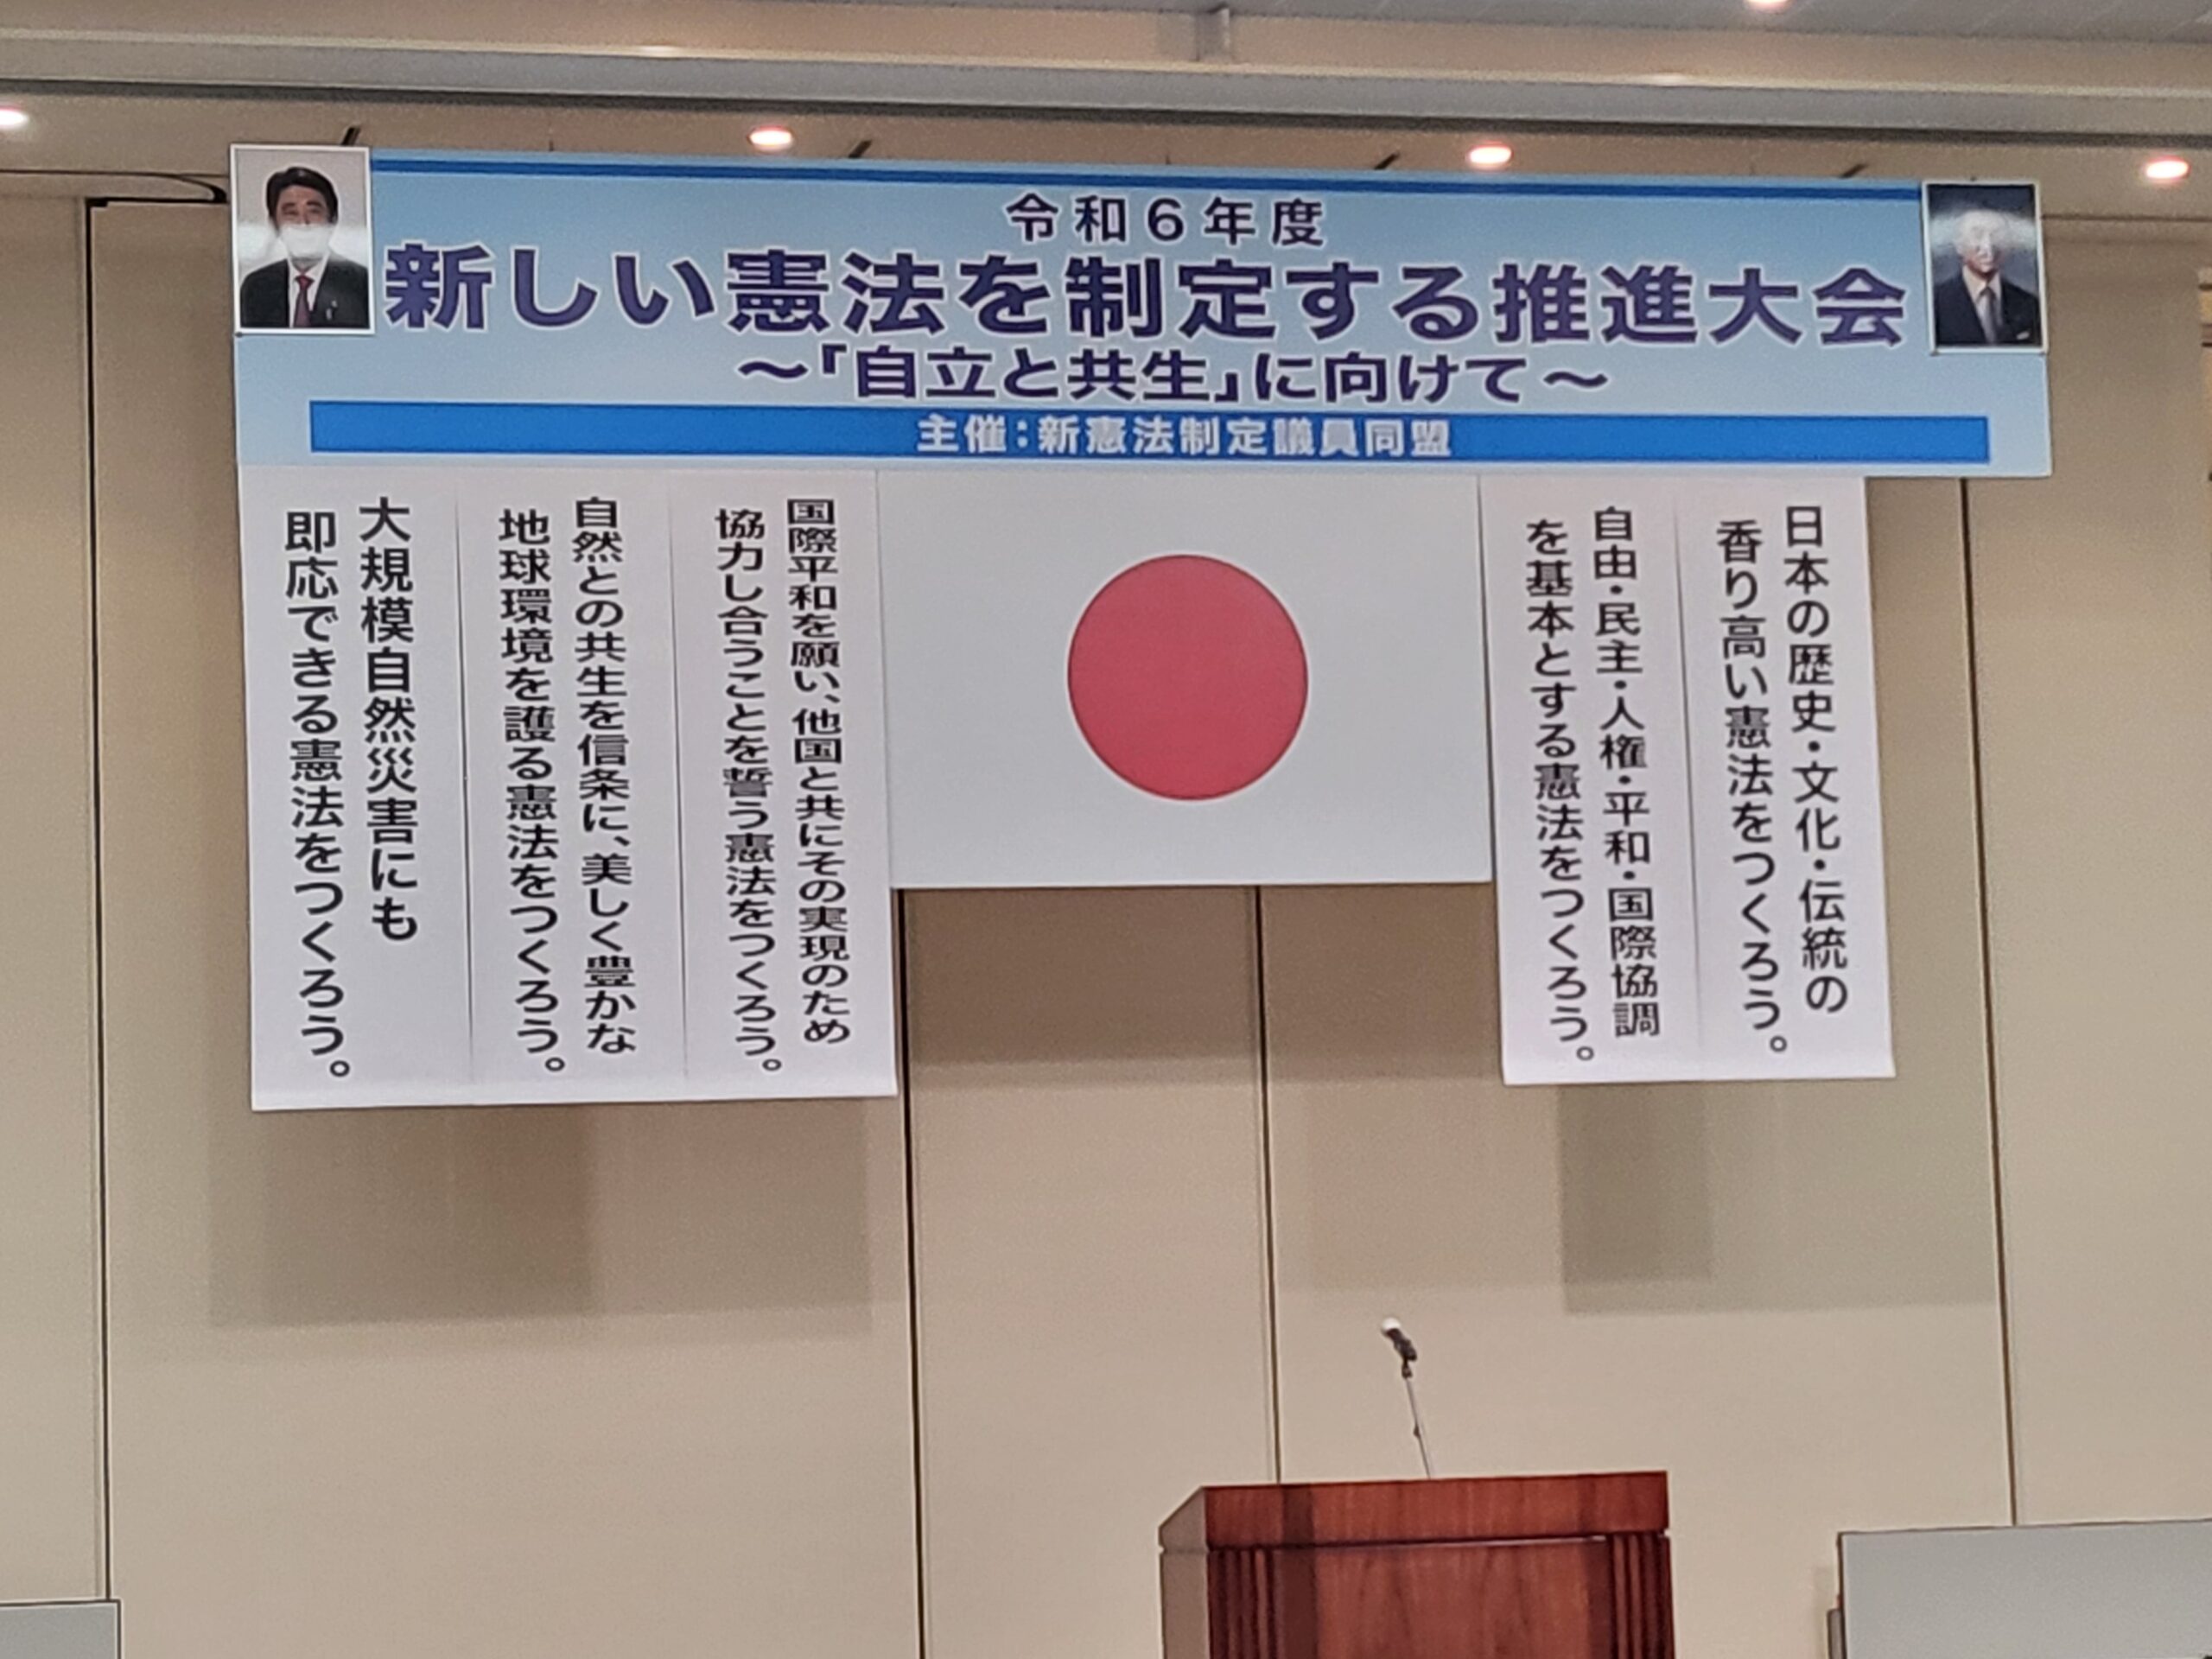 令和6年度
新しい憲法を制定する推進大会
～「自立と共生」に向けて～
主催：新憲法制定議員同盟
日本の歴史・文化・伝統の
香り高い憲法をつくろう。
自由・民主・人権・平和・国際協調
を基本とする憲法をつくろう。
国際平和を願い、他国と共にその実現のため
協力し合うことを誓う憲法をつくろう。
自然との共生を信条に、美しく豊かな
地球環境を護る憲法をつくろう。
大規模自然災害にも
即応できる憲法をつくろう。